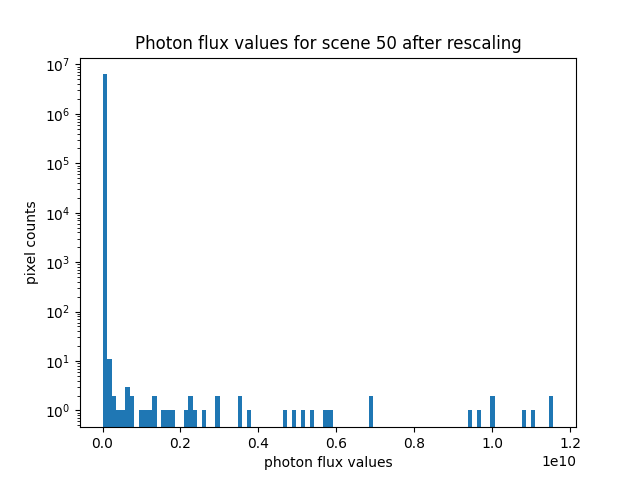 Photon flux values for scene 50 after rescaling
10⁷
10⁶
10⁵
10⁴
10³
10²
10¹
10⁰
pixel counts
0.0 0.2 0.4 0.6 0.8 1.0 1.2
1e10
photon flux values